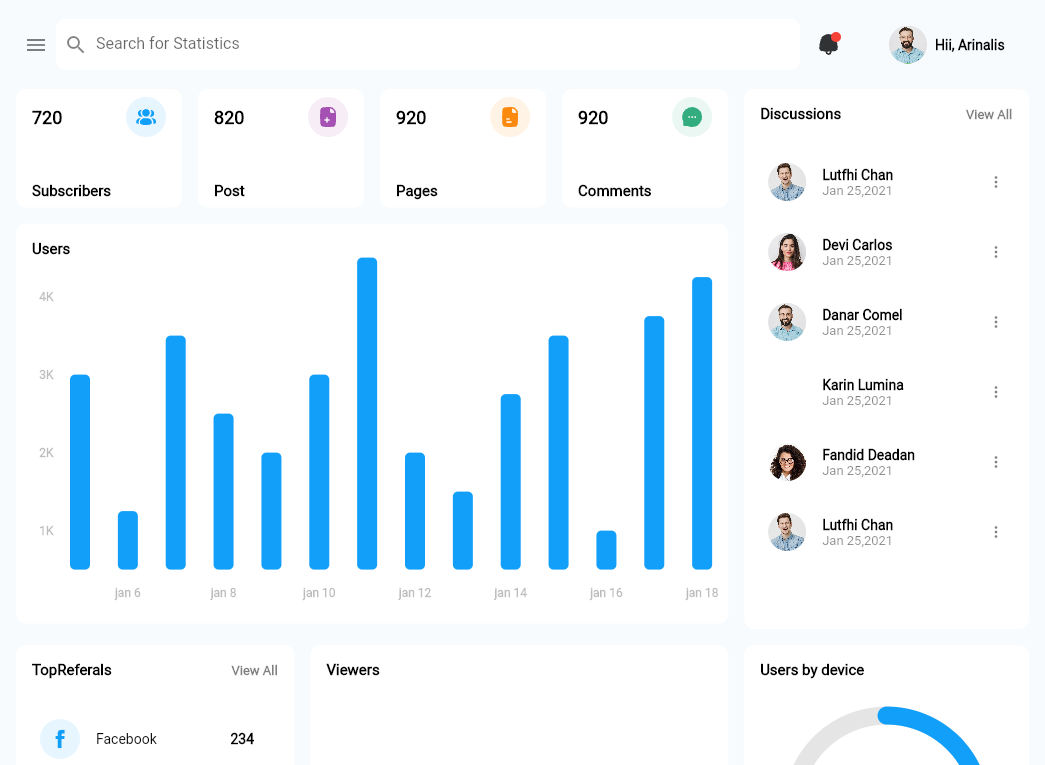 Search for Statistics
Hii, Arinalis
720
Subscribers
820
Post
920
Pages
920
Comments
Discussions
View All
Lutfhi Chan
Jan 25,2021
Devi Carlos
Jan 25,2021
Danar Comel
Jan 25,2021
Karin Lumina
Jan 25,2021
Fandid Deadan
Jan 25,2021
Lutfhi Chan
Jan 25,2021
Users
4K
3K
2K
1K
jan 6
jan 8
jan 10
jan 12
jan 14
jan 16
jan 18
TopReferals
View All
Facebook
234
Viewers
Users by device